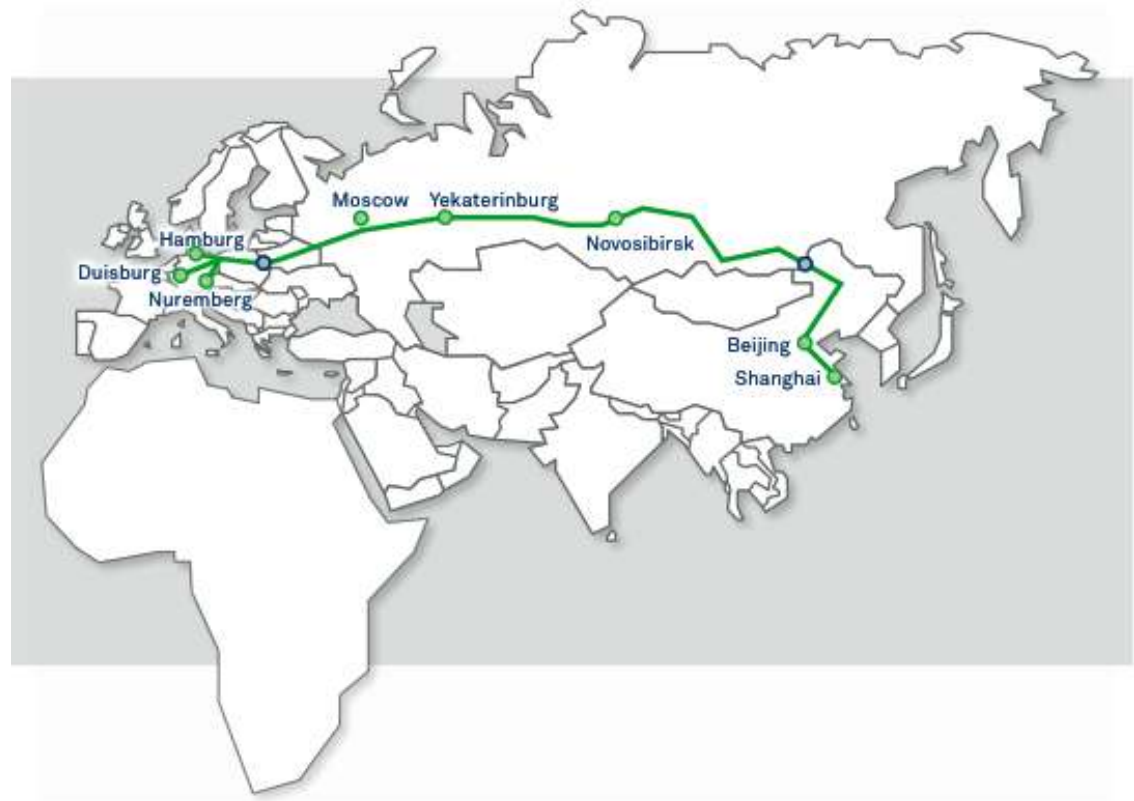 Moscow
Yekaterinburg
Hamburg
Novosibirsk
Duisburg
Nuremberg
Beijing
Shanghai